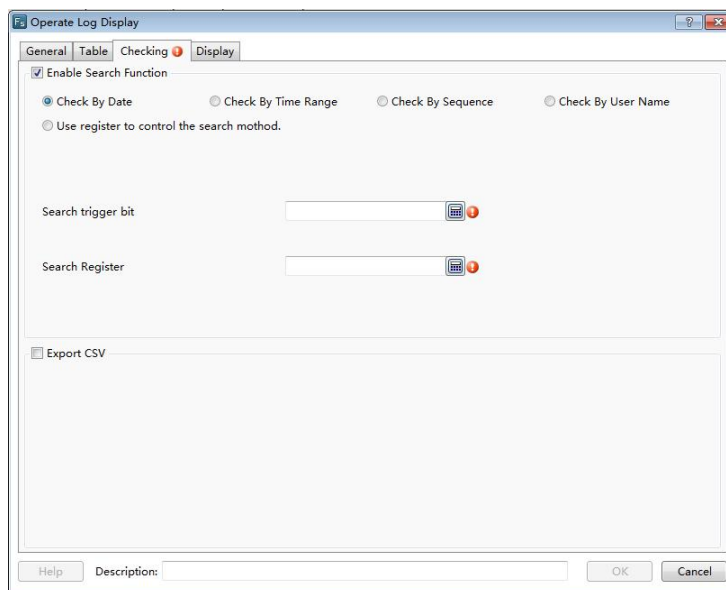 Fs Operate Log Display
General Table Checking Display
Enable Search Function
Check By Date Check By Time Range Check By Sequence Check By User Name
Use register to control the search mothod.
Search trigger bit
Search Register
Export CSV
Help Description: OK Cancel